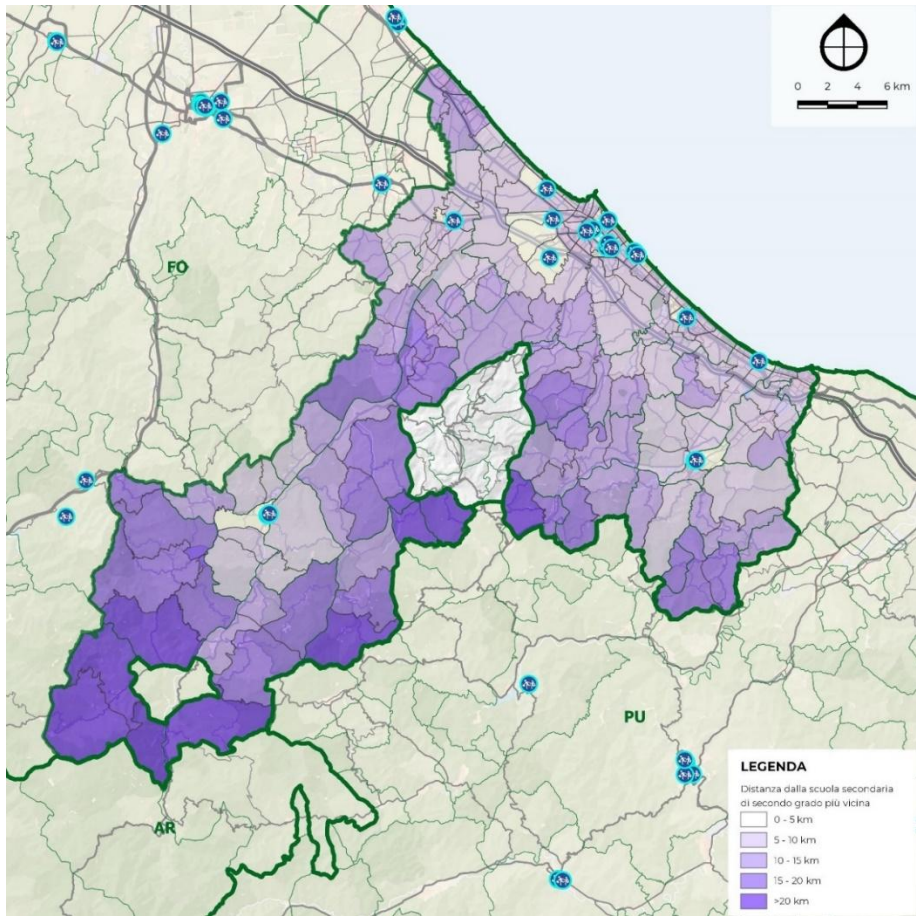 0 2 4 6 km
FO
PU
AR
LEGENDA
Distanza dalla scuola secondaria
di secondo grado più vicina
0 - 5 km
5 - 10 km
10 - 15 km
15 - 20 km
>20 km